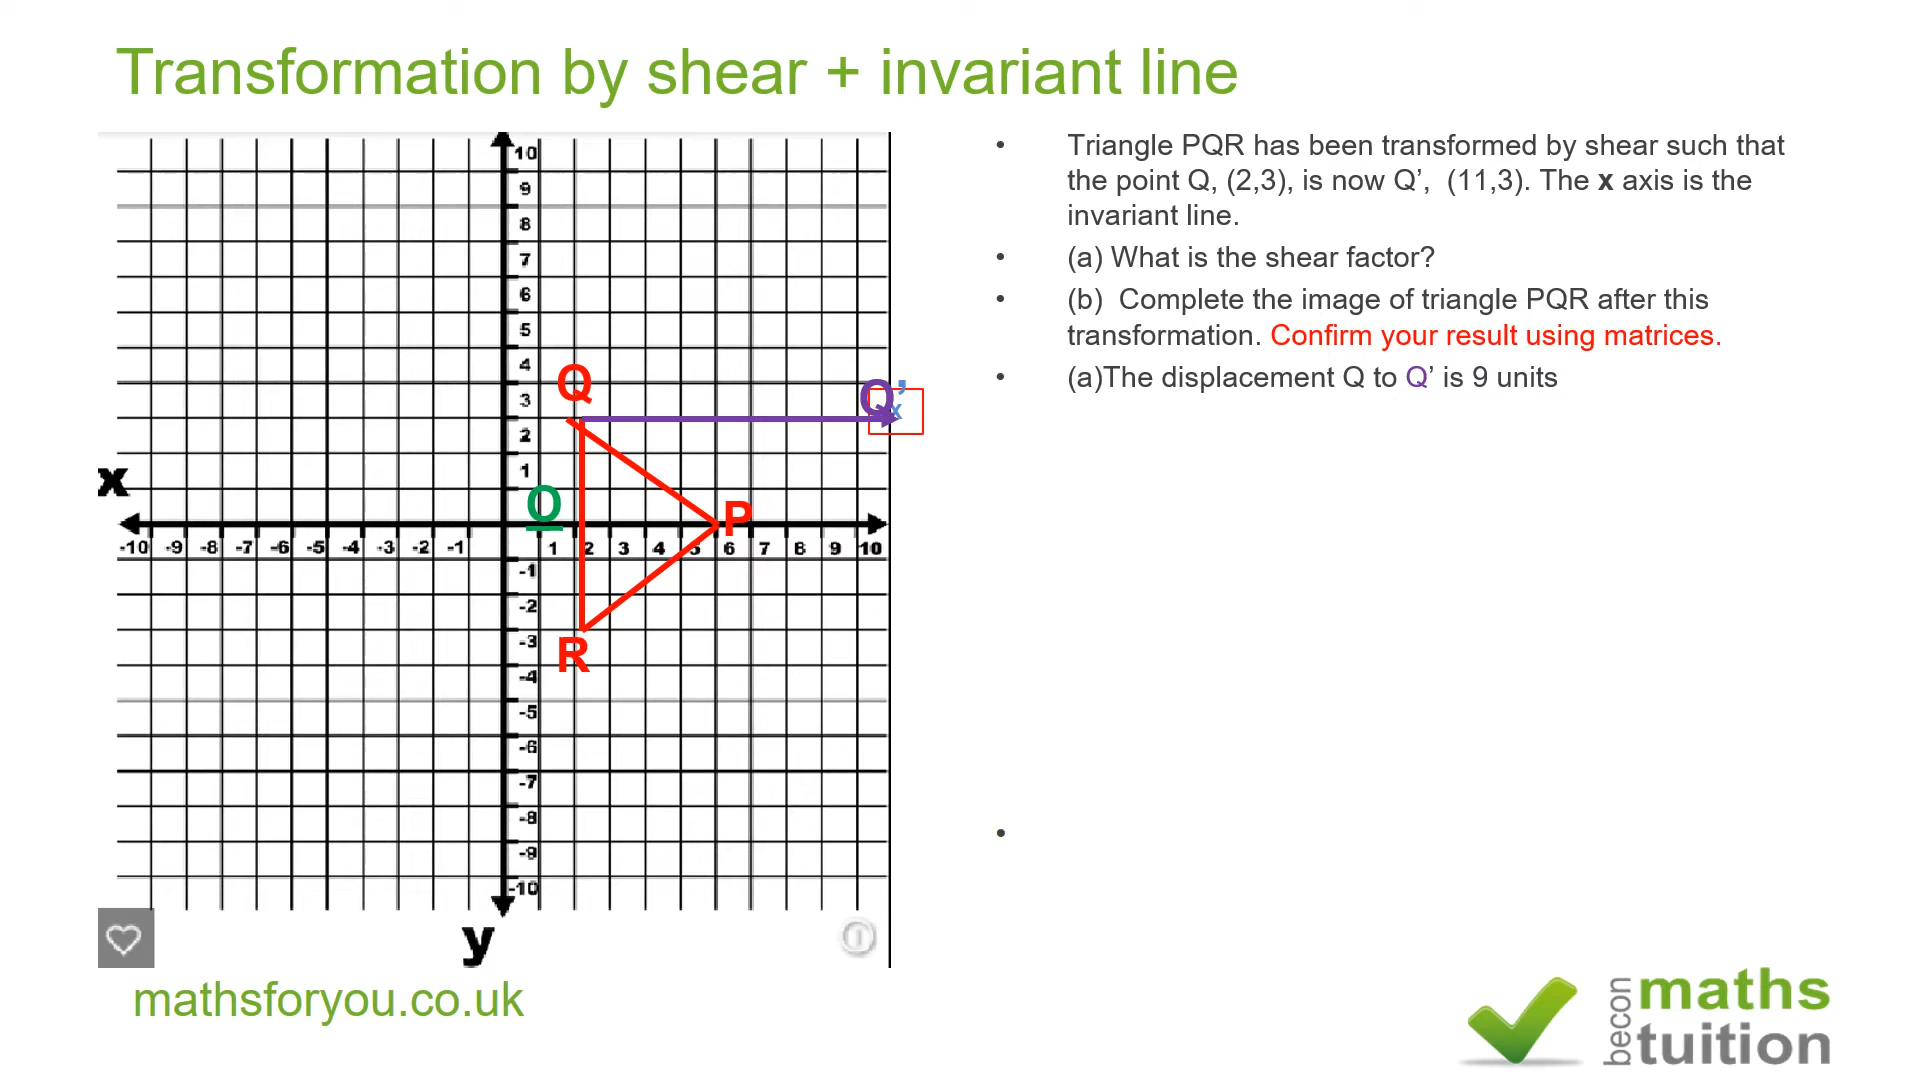 Transformation by shear + invariant line
• Triangle PQR has been transformed by shear such that
the point Q, (2,3), is now Q’, (11,3). The x axis is the
invariant line.
• (a) What is the shear factor?
• (b) Complete the image of triangle PQR after this
transformation. Confirm your result using matrices.
• (a)The displacement Q to Q’ is 9 units
•
10
9
8
7
6
5
4
3
2
1
Q
Q’
x
x
O
P
-10 -9 -8 -7 -6 -5 -4 -3 -2 -1 1 2 3 4 5 6 7 8 9 10
-1
-2
-3
R
-4
-5
-6
-7
-8
-9
-10
y
mathsforyou.co.uk
becon
maths
tuition